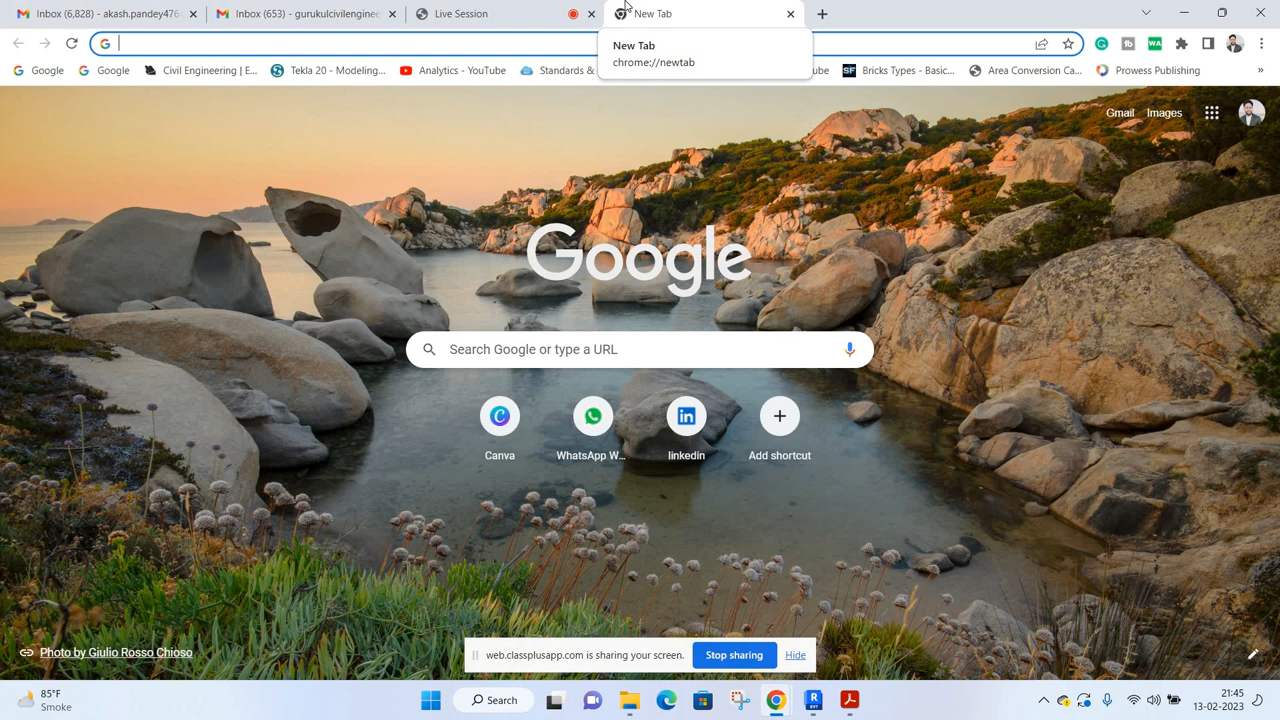 Inbox (6,828) - akash.pandey476
Inbox (653) - gurukulcivilenginee
Live Session
New Tab
New Tab
chrome://newtab
Google
Google
Civil Engineering | E...
Tekla 20 - Modeling...
Analytics - YouTube
Standards &
ube
Bricks Types - Basic...
Area Conversion Ca...
Prowess Publishing
»
Gmail
Images
Google
Search Google or type a URL
Canva
WhatsApp W...
linkedin
Add shortcut
Photo by Giulio Rosso Chioso
web.classplusapp.com is sharing your screen.
Stop sharing
Hide
85°F
Smoke
Search
21:45
13-02-2023